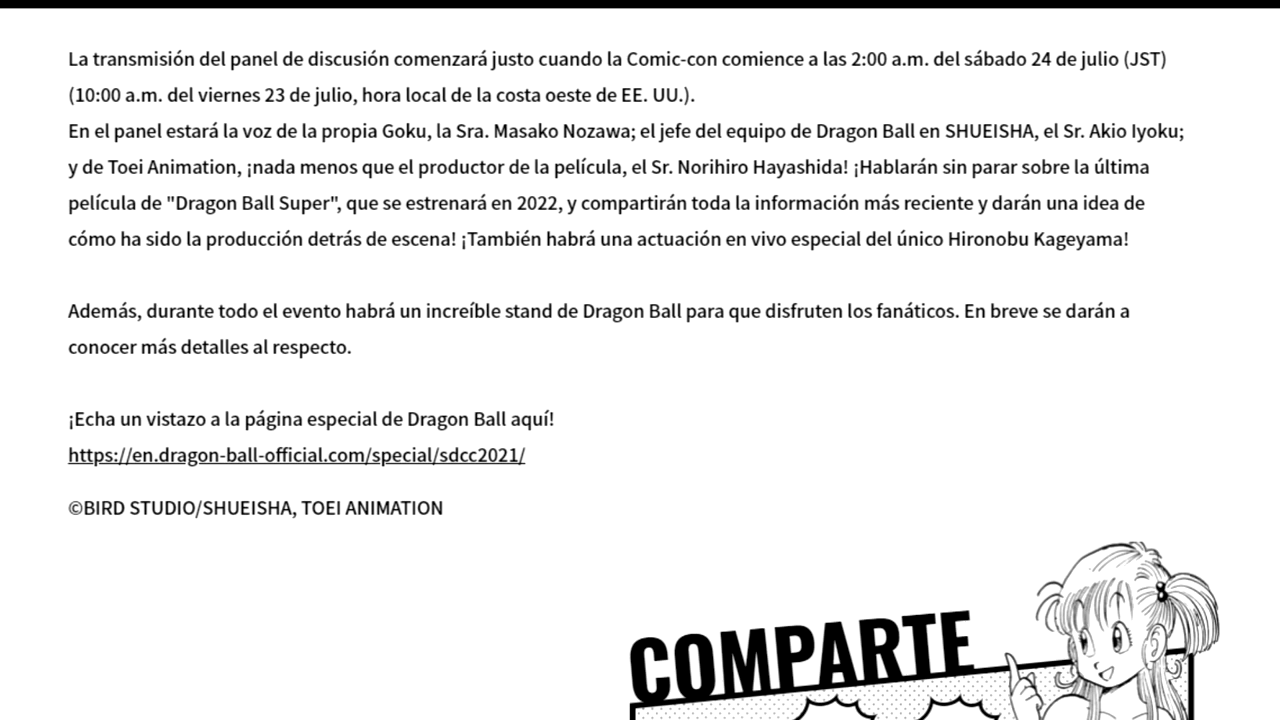 La transmisión del panel de discusión comenzará justo cuando la Comic-con comience a las 2:00 a.m. del sábado 24 de julio (JST)
(10:00 a.m. del viernes 23 de julio, hora local de la costa oeste de EE. UU.).
En el panel estará la voz de la propia Goku, la Sra. Masako Nozawa; el jefe del equipo de Dragon Ball en SHUEISHA, el Sr. Akio Iyoku;
y de Toei Animation, ¡nada menos que el productor de la película, el Sr. Norihiro Hayashida! ¡Hablarán sin parar sobre la última
película de "Dragon Ball Super", que se estrenará en 2022, y compartirán toda la información más reciente y darán una idea de
cómo ha sido la producción detrás de escena! ¡También habrá una actuación en vivo especial del único Hironobu Kageyama!
Además, durante todo el evento habrá un increíble stand de Dragon Ball para que disfruten los fanáticos. En breve se darán a
conocer más detalles al respecto.
¡Echa un vistazo a la página especial de Dragon Ball aquí!
https://en.dragon-ball-official.com/special/sdcc2021/
©BIRD STUDIO/SHUEISHA, TOEI ANIMATION
COMPARTE